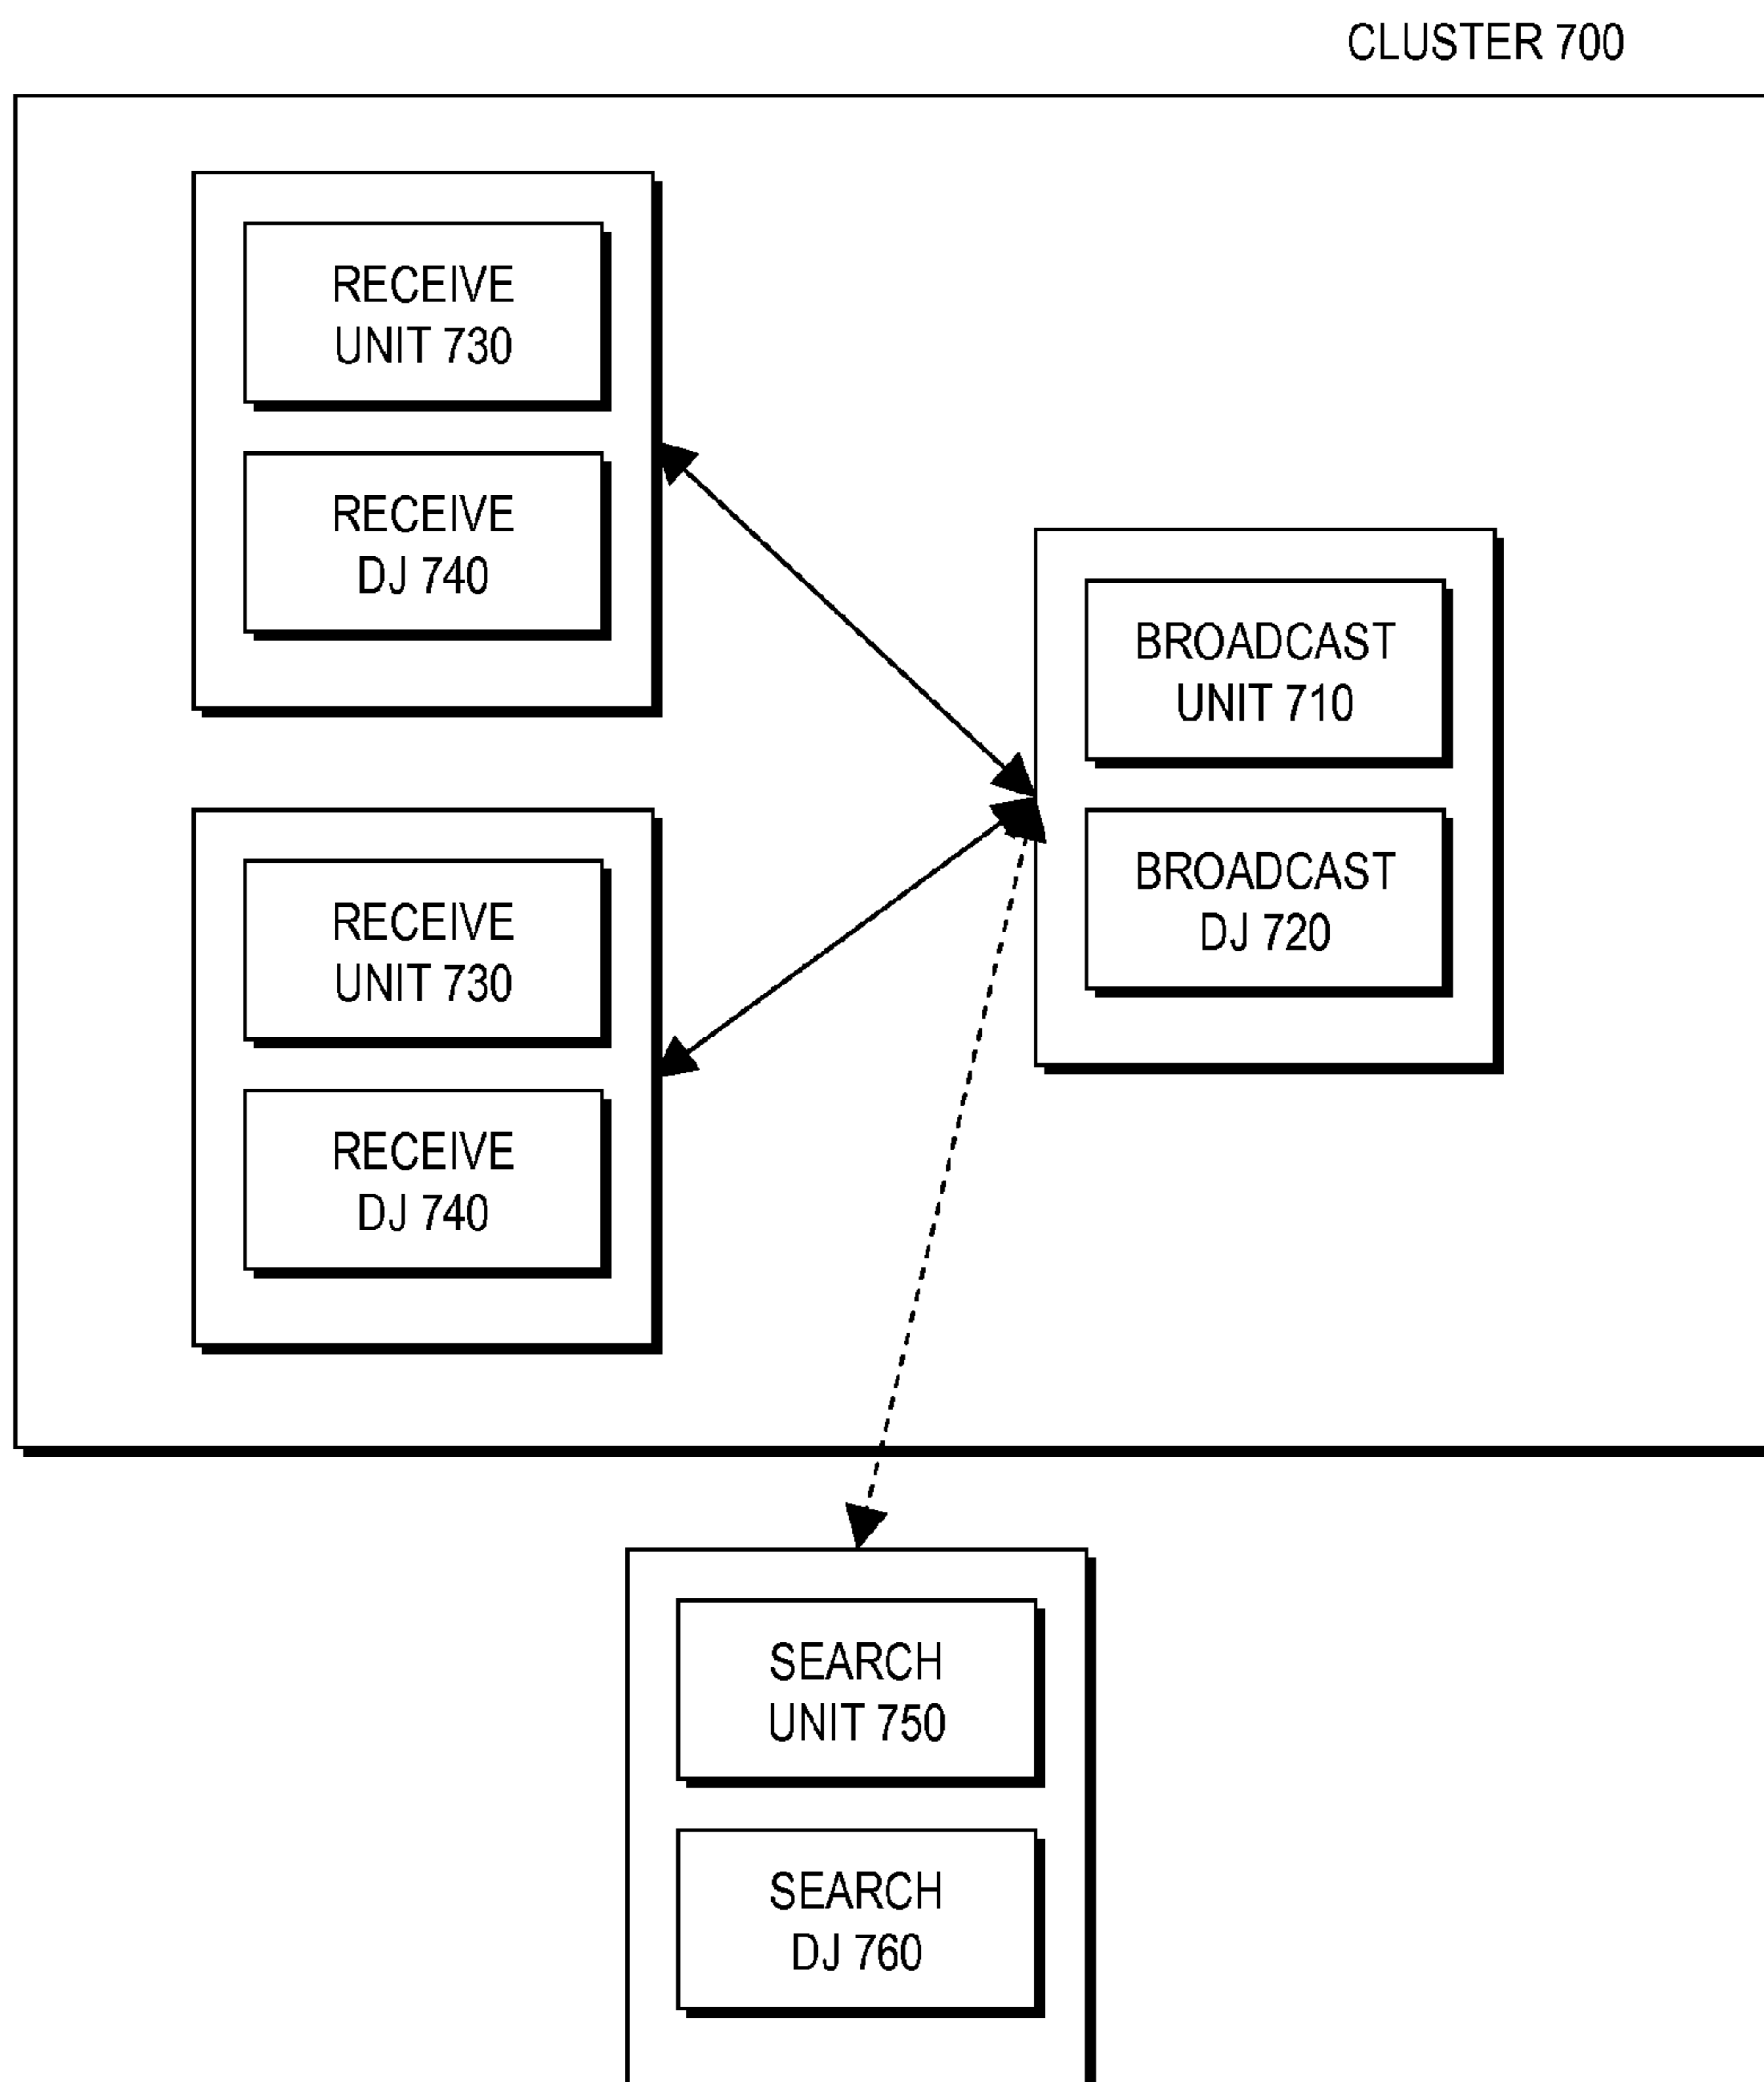 CLUSTER 700
RECEIVE
UNIT 730
RECEIVE
DJ 740
BROADCAST
UNIT 710
BROADCAST
DJ 720
RECEIVE
UNIT 730
RECEIVE
DJ 740
SEARCH
UNIT 750
SEARCH
DJ 760